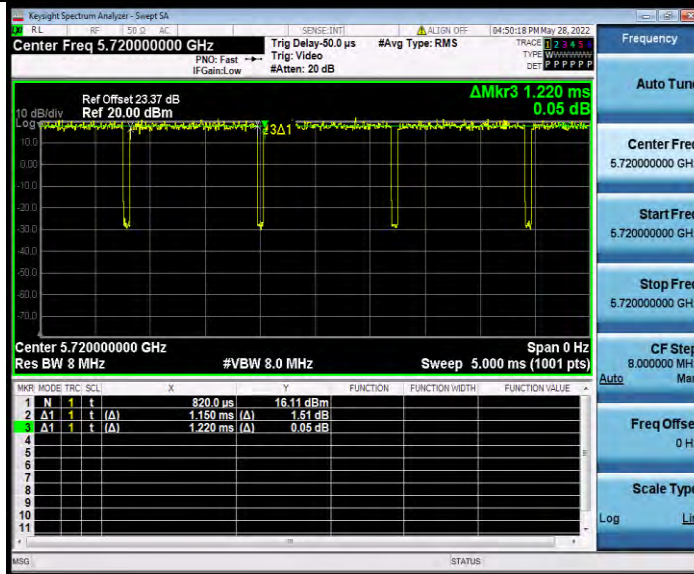 Keysight Spectrum Analyzer - Swept SA
RL RF 50 Ω AC SENSE:INT ALIGN OFF 04:50:18 PM May 28, 2022
Center Freq 5.720000000 GHz
PNO: Fast
IFGain:Low
Trig Delay-50.0 µs
Trig: Video
#Atten: 20 dB
#Avg Type: RMS
TRACE 1 2 3 4 5 6
TYPE WWWWWW
DET P P P P P P
ΔMkr3 1.220 ms
0.05 dB
Ref Offset 23.37 dB
10 dB/div Ref 20.00 dBm
Log
3Δ1
10.0
0.00
-10.0
-20.0
-30.0
-40.0
-50.0
-60.0
-70.0
Center 5.720000000 GHz Span 0 Hz
Res BW 8 MHz #VBW 8.0 MHz Sweep 5.000 ms (1001 pts)
MKR MODE TRC SCL X Y FUNCTION FUNCTION WIDTH FUNCTION VALUE
1 N 1 t 820.0 µs 16.11 dBm
2 Δ1 1 t (Δ) 1.150 ms (Δ) 1.51 dB
3 Δ1 1 t (Δ) 1.220 ms (Δ) 0.05 dB
4
5
6
7
8
9
10
11
MSG STATUS
Frequency
Auto Tune
Center Freq
5.720000000 GHz
Start Freq
5.720000000 GHz
Stop Freq
5.720000000 GHz
CF Step
8.000000 MHz
Auto Man
Freq Offset
0 Hz
Scale Type
Log Lin